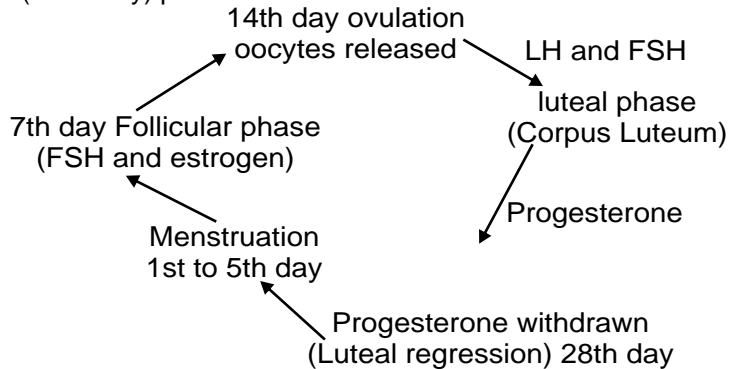 14th day ovulation
oocytes released
LH and FSH
luteal phase
(Corpus Luteum)
7th day Follicular phase
(FSH and estrogen)
Progesterone
Menstruation
1st to 5th day
Progesterone withdrawn
(Luteal regression) 28th day